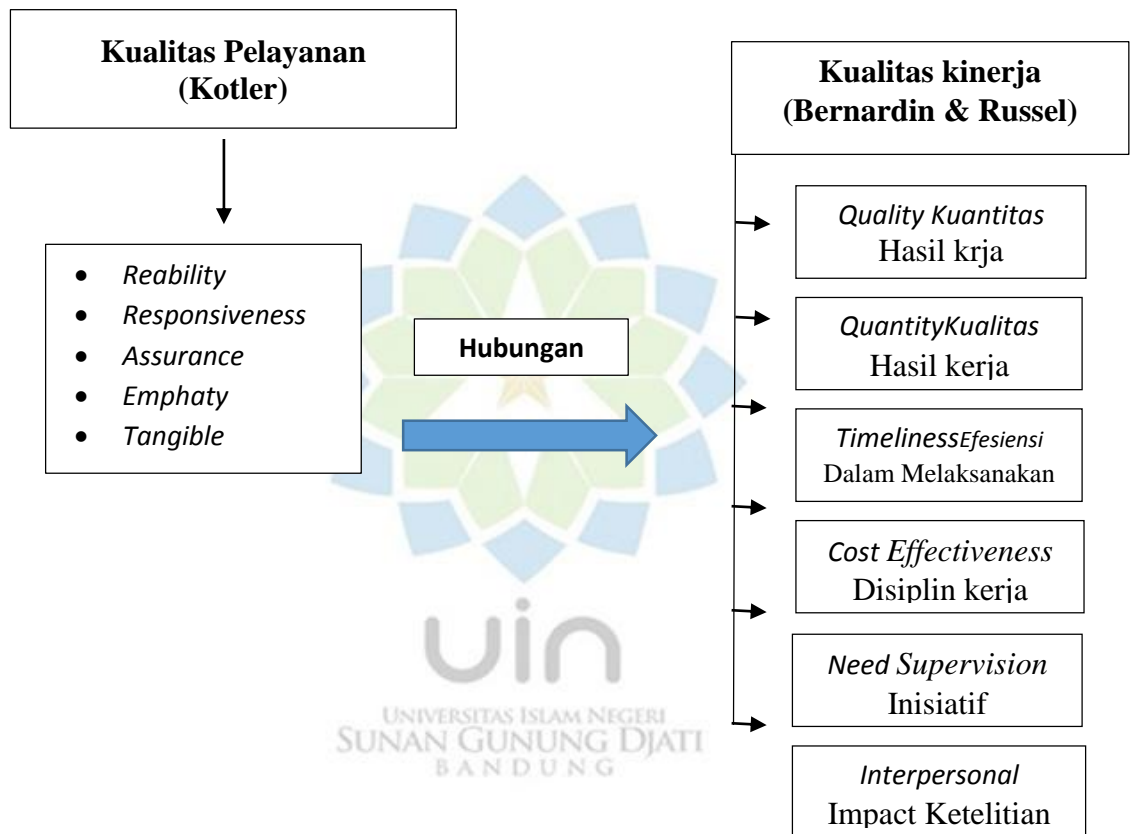 Kualitas Pelayanan
(Kotler)
Reability
Responsiveness
Assurance
Emphaty
Tangible
Hubungan
Kualitas kinerja
(Bernardin & Russel)
Quality Kuantitas
Hasil krja
QuantityKualitas
Hasil kerja
TimelinessEfesiensi
Dalam Melaksanakan
Cost Effectiveness
Disiplin kerja
Need Supervision
Inisiatif
Interpersonal
Impact Ketelitian
uin
UNIVERSITAS ISLAM NEGERI
SUNAN GUNUNG DJATI
BANDUNG